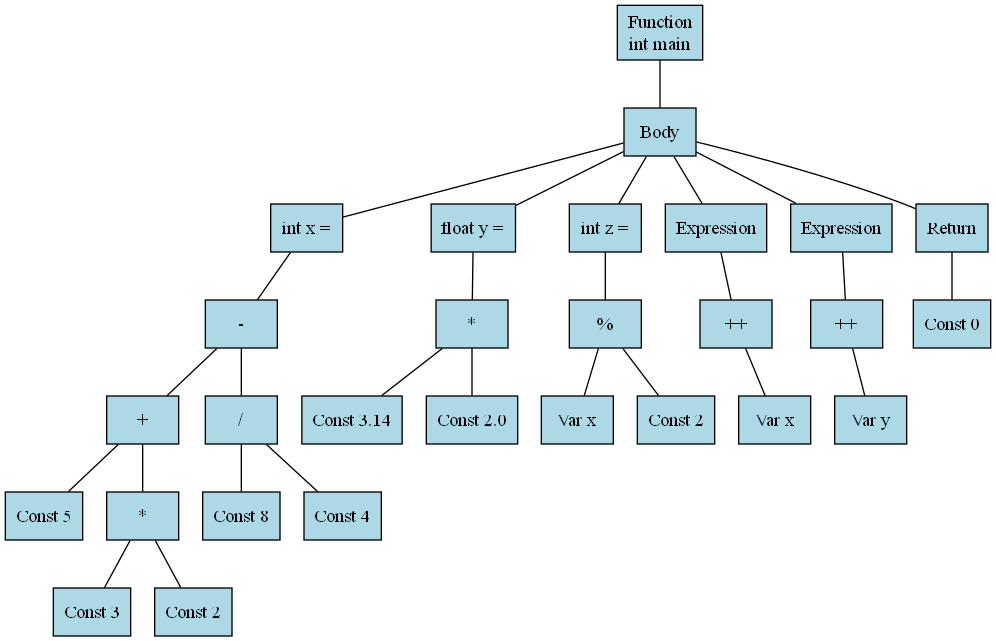 Function
int main
Body
int x =
float y =
int z =
Expression
Expression
Return
-
*
%
++
++
Const 0
+
/
Const 3.14
Const 2.0
Var x
Const 2
Var x
Var y
Const 5
*
Const 8
Const 4
Const 3
Const 2